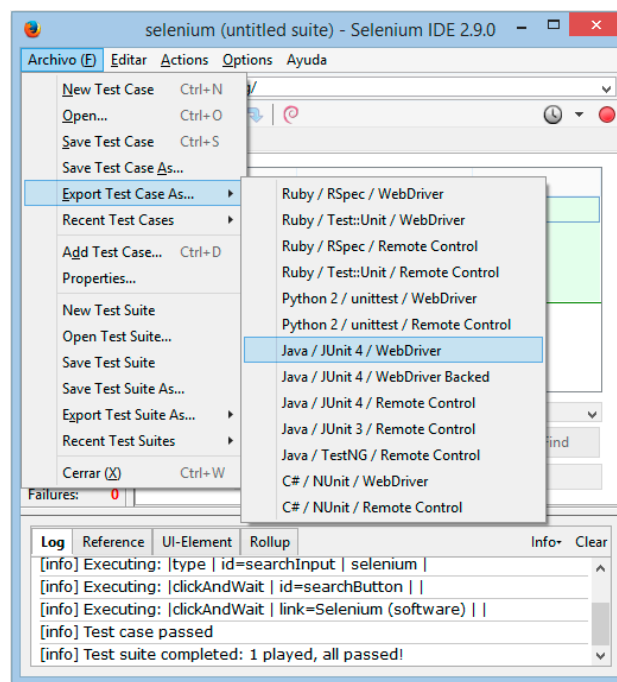 selenium (untitled suite) - Selenium IDE 2.9.0
Archivo (F) Editar Actions Options Ayuda
New Test Case Ctrl+N
Open... Ctrl+O
Save Test Case Ctrl+S
Save Test Case As...
Export Test Case As...
Recent Test Cases
Add Test Case... Ctrl+D
Properties...
New Test Suite
Open Test Suite...
Save Test Suite
Save Test Suite As...
Export Test Suite As...
Recent Test Suites
Cerrar (X) Ctrl+W
Ruby / RSpec / WebDriver
Ruby / Test::Unit / WebDriver
Ruby / RSpec / Remote Control
Ruby / Test::Unit / Remote Control
Python 2 / unittest / WebDriver
Python 2 / unittest / Remote Control
Java / JUnit 4 / WebDriver
Java / JUnit 4 / WebDriver Backed
Java / JUnit 4 / Remote Control
Java / JUnit 3 / Remote Control
Java / TestNG / Remote Control
C# / NUnit / WebDriver
C# / NUnit / Remote Control
Find
Failures: 0
Log Reference UI-Element Rollup Info Clear
[info] Executing: |type | id=searchInput | selenium |
[info] Executing: |clickAndWait | id=searchButton | |
[info] Executing: |clickAndWait | link=Selenium (software) | |
[info] Test case passed
[info] Test suite completed: 1 played, all passed!